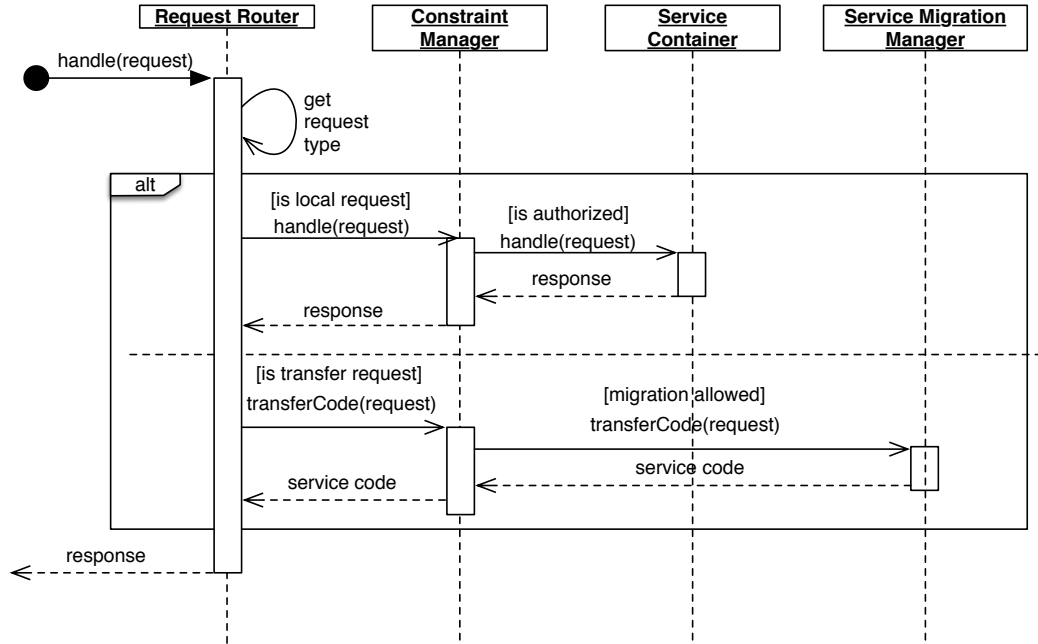 Request Router
Constraint
Manager
Service
Container
Service Migration
Manager
handle(request)
get
request
type
alt
[is local request]
handle(request)
[is authorized]
handle(request)
response
response
[is transfer request]
transferCode(request)
[migration allowed]
transferCode(request)
service code
service code
response